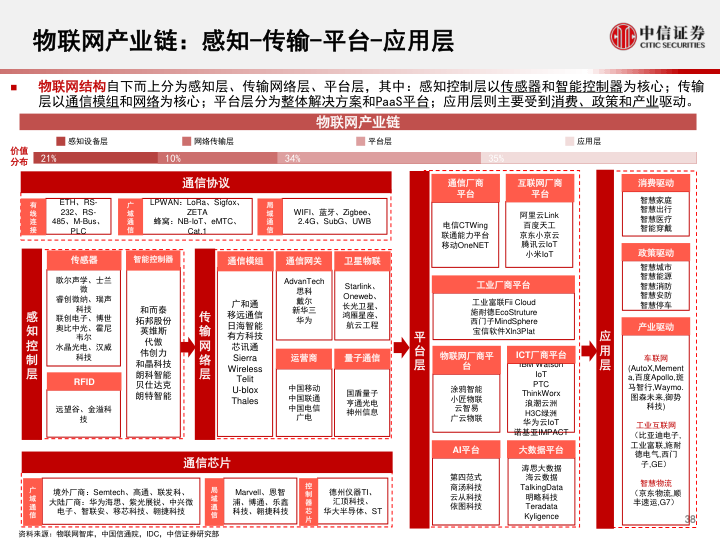 物联网产业链：感知-传输-平台-应用层
中信证券
CITIC SECURITIES
物联网结构自下而上分为感知层、传输网络层、平台层，其中：感知控制层以传感器和智能控制器为核心；传输
层以通信模组和网络为核心；平台层分为整体解决方案和PaaS平台；应用层则主要受到消费、政策和产业驱动。
物联网产业链
感知设备层
网络传输层
平台层
应用层
价值
分布
21%
10%
34%
35%
通信协议
有
线
连
接
ETH、RS-
232、RS-
485、M-Bus、
PLC
广
域
通
信
LPWAN：LoRa、Sigfox、
ZETA
蜂窝：NB-IoT、eMTC、
Cat.1
局
域
通
信
WIFI、蓝牙、Zigbee、
2.4G、SubG、UWB
感
知
控
制
层
传感器
歌尔声学、士兰
微
睿创微纳、瑞声
科技
联创电子、博世
奥比中光、霍尼
韦尔
水晶光电、汉威
科技
RFID
远望谷、金溢科
技
智能控制器
和而泰
拓邦股份
英维斯
代傲
伟创力
和晶科技
朗科智能
贝仕达克
朗特智能
传
输
网
络
层
通信模组
广和通
移远通信
日海智能
有方科技
芯讯通
Sierra
Wireless
Telit
U-blox
Thales
通信网关
AdvanTech
思科
戴尔
新华三
华为
卫星物联
Starlink、
Oneweb、
长光卫星、
鸿雁星座、
航云工程
运营商
中国移动
中国联通
中国电信
广电
量子通信
国盾量子
亨通光电
神州信息
通信芯片
广
域
通
信
境外厂商：Semtech、高通、联发科、
大陆厂商：华为海思、紫光展锐、中兴微
电子、智联安、移芯科技、翱捷科技
局
域
通
信
Marvell、恩智
浦、博通、乐鑫
科技、翱捷科技
控
制
器
芯
片
德州仪器TI、
汇顶科技、
华大半导体、ST
平
台
层
通信厂商
平台
电信CTWing
联通能力平台
移动OneNET
互联网厂商
平台
阿里云Link
百度天工
京东小京云
腾讯云IoT
小米IoT
工业厂商平台
工业富联Fii Cloud
施耐德EcoStruture
西门子MindSphere
宝信软件XIn3Plat
物联网厂商平
台
涂鸦智能
小匠物联
云智易
广云物联
ICT厂商平台
IBM Watson
IoT
PTC
ThinkWorx
浪潮云洲
H3C绿洲
华为云IoT
诺基亚IMPACT
AI平台
第四范式
商汤科技
云从科技
依图科技
大数据平台
涛思大数据
海云数据
TalkingData
明略科技
Teradata
Kyligence
应
用
层
消费驱动
智慧家庭
智慧出行
智慧医疗
智能穿戴
政策驱动
智慧城市
智慧能源
智慧消防
智慧安防
智慧停车
产业驱动
车联网
(AutoX,Moment
a,百度Apollo,斑
马智行,Waymo.
图森未来,御势
科技)
工业互联网
（比亚迪电子,
工业富联,施耐
德电气,西门
子,GE）
智慧物流
（京东物流,顺
丰速运,G7）
38
资料来源：物联网智库，中国信通院，IDC，中信证券研究部